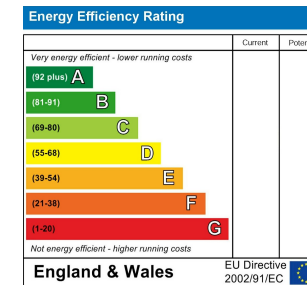 Energy Efficiency Rating
Current Poten
Very energy efficient - lower running costs
(92 plus) A
(81-91) B
(69-80) C
(55-68) D
(39-54) E
(21-38) F
(1-20) G
Not energy efficient - higher running costs
England & Wales
EU Directive
2002/91/EC